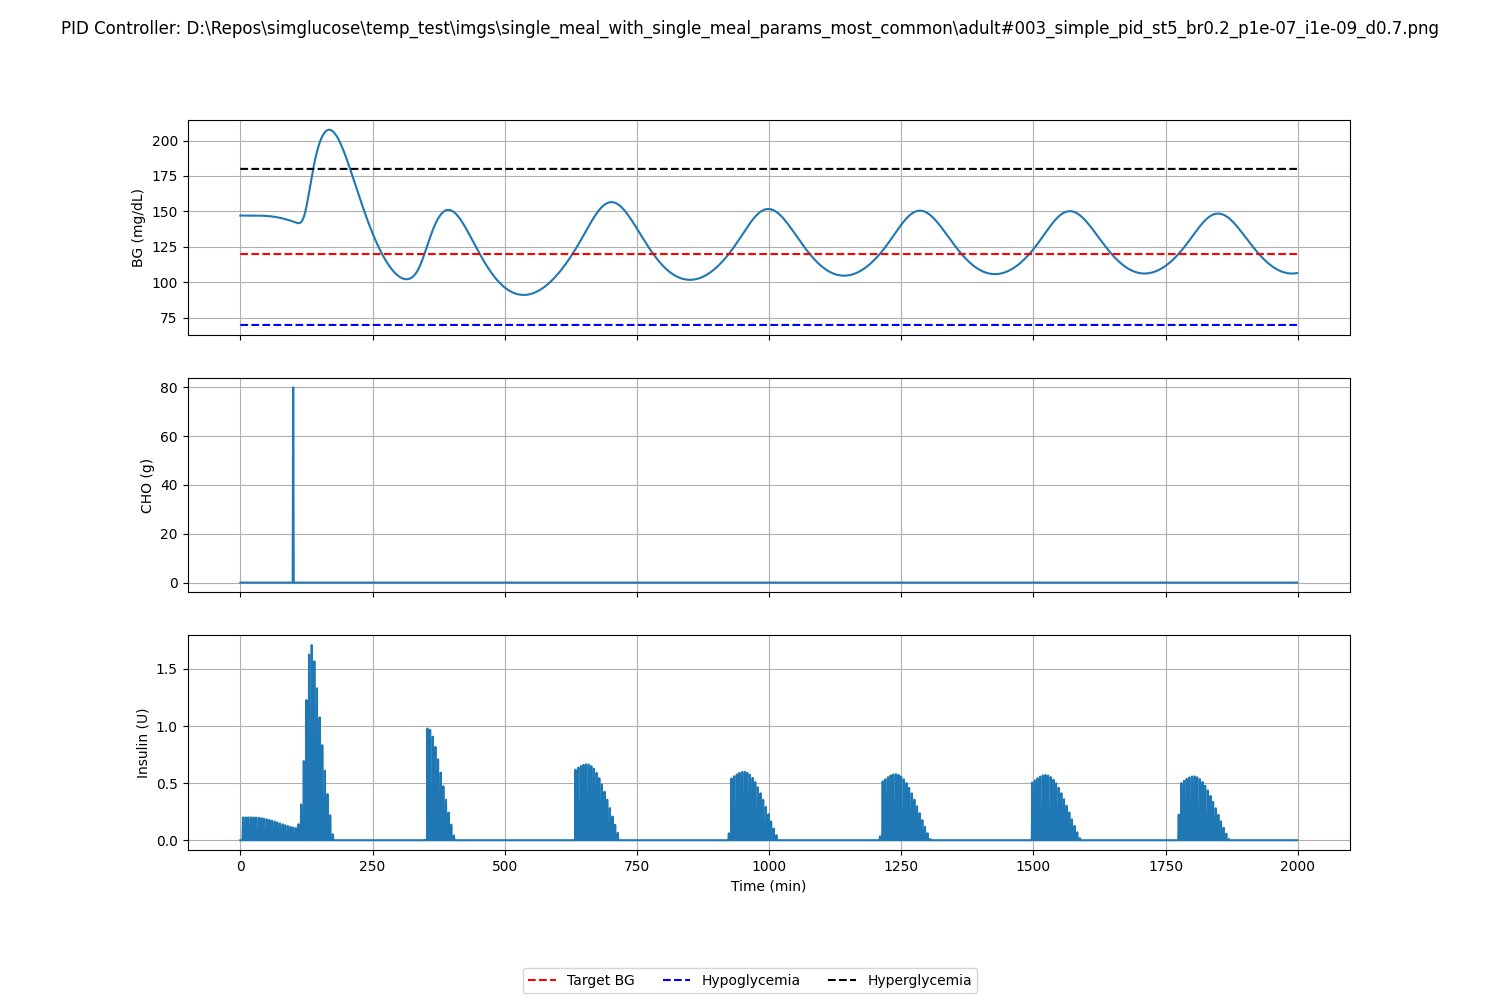 PID Controller: D:\Repos\simglucose\temp_test\imgs\single_meal_with_single_meal_params_most_common\adult#003_simple_pid_st5_br0.2_p1e-07_i1e-09_d0.7.png
200
175
150
125
100
75
BG (mg/dL)
80
60
40
20
0
CHO (g)
1.5
1.0
0.5
0.0
Insulin (U)
0 250 500 750 1000 1250 1500 1750 2000
Time (min)
Target BG Hypoglycemia Hyperglycemia